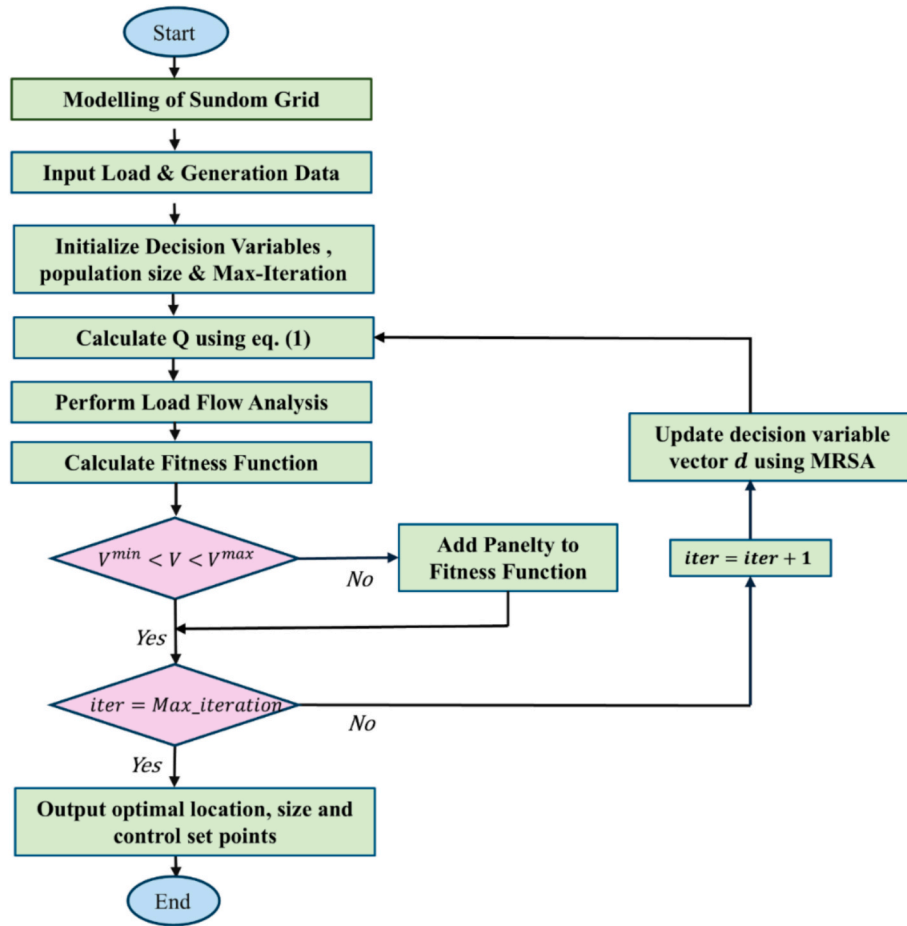 Start
Modelling of Sundom Grid
Input Load & Generation Data
Initialize Decision Variables ,
population size & Max-Iteration
Calculate Q using eq. (1)
Perform Load Flow Analysis
Calculate Fitness Function
V^min < V < V^max
No
Add Panelty to
Fitness Function
Yes
iter = Max_iteration
No
iter = iter + 1
Update decision variable
vector d using MRSA
Yes
Output optimal location, size and
control set points
End